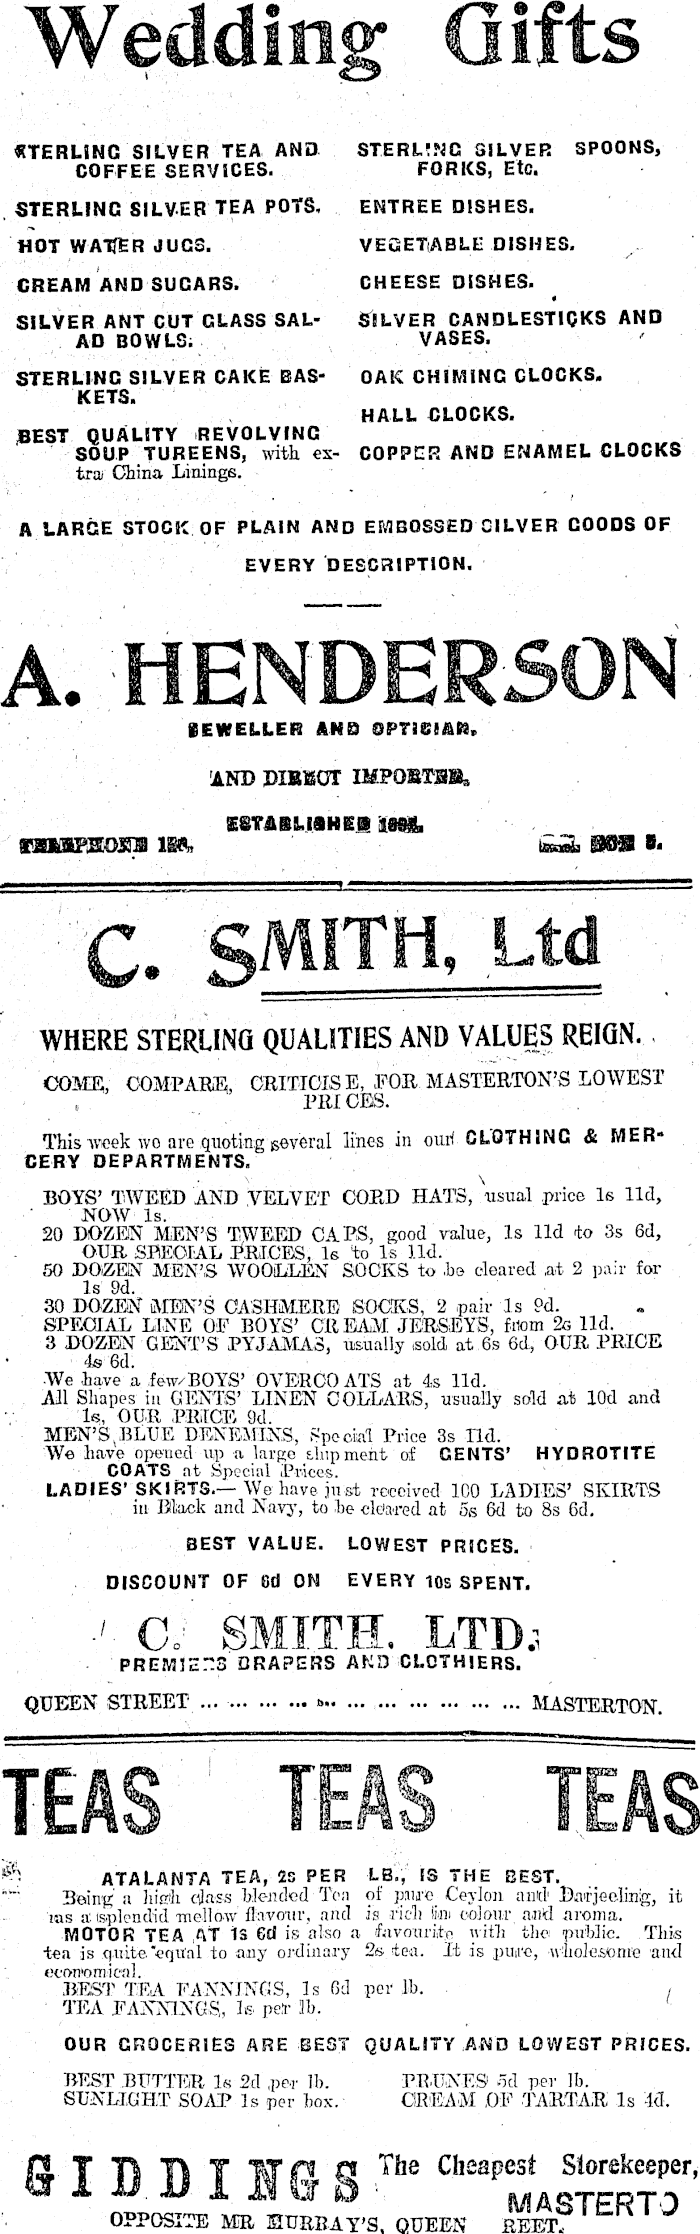 Wedding Gifts
STERLING SILVER TEA AND
COFFEE SERVICES.
STERLING SILVER TEA POTS.
HOT WATER JUGS.
CREAM AND SUGARS.
SILVER ANT CUT GLASS SAL-
AD BOWLS.
STERLING SILVER CAKE BAS-
KETS.
BEST QUALITY REVOLVING
SOUP TUREENS, with ex-
tra China Linings.
STERLING SILVER SPOONS,
FORKS, Etc.
ENTREE DISHES.
VEGETABLE DISHES.
CHEESE DISHES.
SILVER CANDLESTICKS AND
VASES.
OAK CHIMING CLOCKS.
HALL CLOCKS.
COPPER AND ENAMEL CLOCKS
A LARGE STOCK OF PLAIN AND EMBOSSED SILVER GOODS OF
EVERY DESCRIPTION.
A. HENDERSON
JEWELLER AND OPTICIAN,
AND DIRECT IMPORTER,
ESTABLISHED
TELEPHONE
BOX 5.
C. SMITH, Ltd
WHERE STERLING QUALITIES AND VALUES REIGN.
COME, COMPARE, CRITICISE, FOR MASTERTON'S LOWEST
PRICES.
This week we are quoting several lines in our CLOTHING & MER-
CERY DEPARTMENTS.
BOYS' TWEED AND VELVET CORD HATS, usual price 1s 11d,
NOW 1s.
20 DOZEN MEN'S TWEED CAPS, good value, 1s 11d to 3s 6d,
OUR SPECIAL PRICES, 1s to 1s 11d.
50 DOZEN MEN'S WOOLLEN SOCKS to be cleared at 2 pair for
1s 9d.
30 DOZEN MEN'S CASHMERE SOCKS, 2 pair 1s 9d.
SPECIAL LINE OF BOYS' CREAM JERSEYS, from 2s 11d.
3 DOZEN GENT'S PYJAMAS, usually sold at 6s 6d, OUR PRICE
4s 6d.
We have a few BOYS' OVERCOATS at 4s 11d.
All Shapes in GENTS' LINEN COLLARS, usually sold at 10d and
1s, OUR PRICE 9d.
MEN'S BLUE DENEMINS, Special Price 3s 11d.
We have opened up a large shipment of GENTS' HYDROTITE
COATS at Special Prices.
LADIES' SKIRTS.— We have just received 100 LADIES' SKIRTS
in Black and Navy, to be cleared at 5s 6d to 8s 6d.
BEST VALUE. LOWEST PRICES.
DISCOUNT OF 6d ON EVERY 10s SPENT.
C. SMITH. LTD.
PREMIERS DRAPERS AND CLOTHIERS.
QUEEN STREET ... ... ... ... ... ... ... ... ... ... ... MASTERTON.
TEAS TEAS TEAS
ATALANTA TEA, 2S PER LB., IS THE BEST.
Being a high class blended Tea of pure Ceylon and Darjeeling, it
has a splendid mellow flavour, and is rich in colour and aroma.
MOTOR TEA AT 1s 6d is also a favourite with the public. This
tea is quite equal to any ordinary 2s tea. It is pure, wholesome and
economical.
BEST TEA FANNINGS, 1s 6d per lb.
TEA FANNINGS, 1s per lb.
OUR GROCERIES ARE BEST QUALITY AND LOWEST PRICES.
BEST BUTTER 1s 2d per lb.
SUNLIGHT SOAP 1s per box.
PRUNES 5d per lb.
CREAM OF TARTAR 1s 4d.
GIDDINGS The Cheapest Storekeeper,
MASTERTO
OPPOSITE MR MURRAY'S, QUEEN REET.